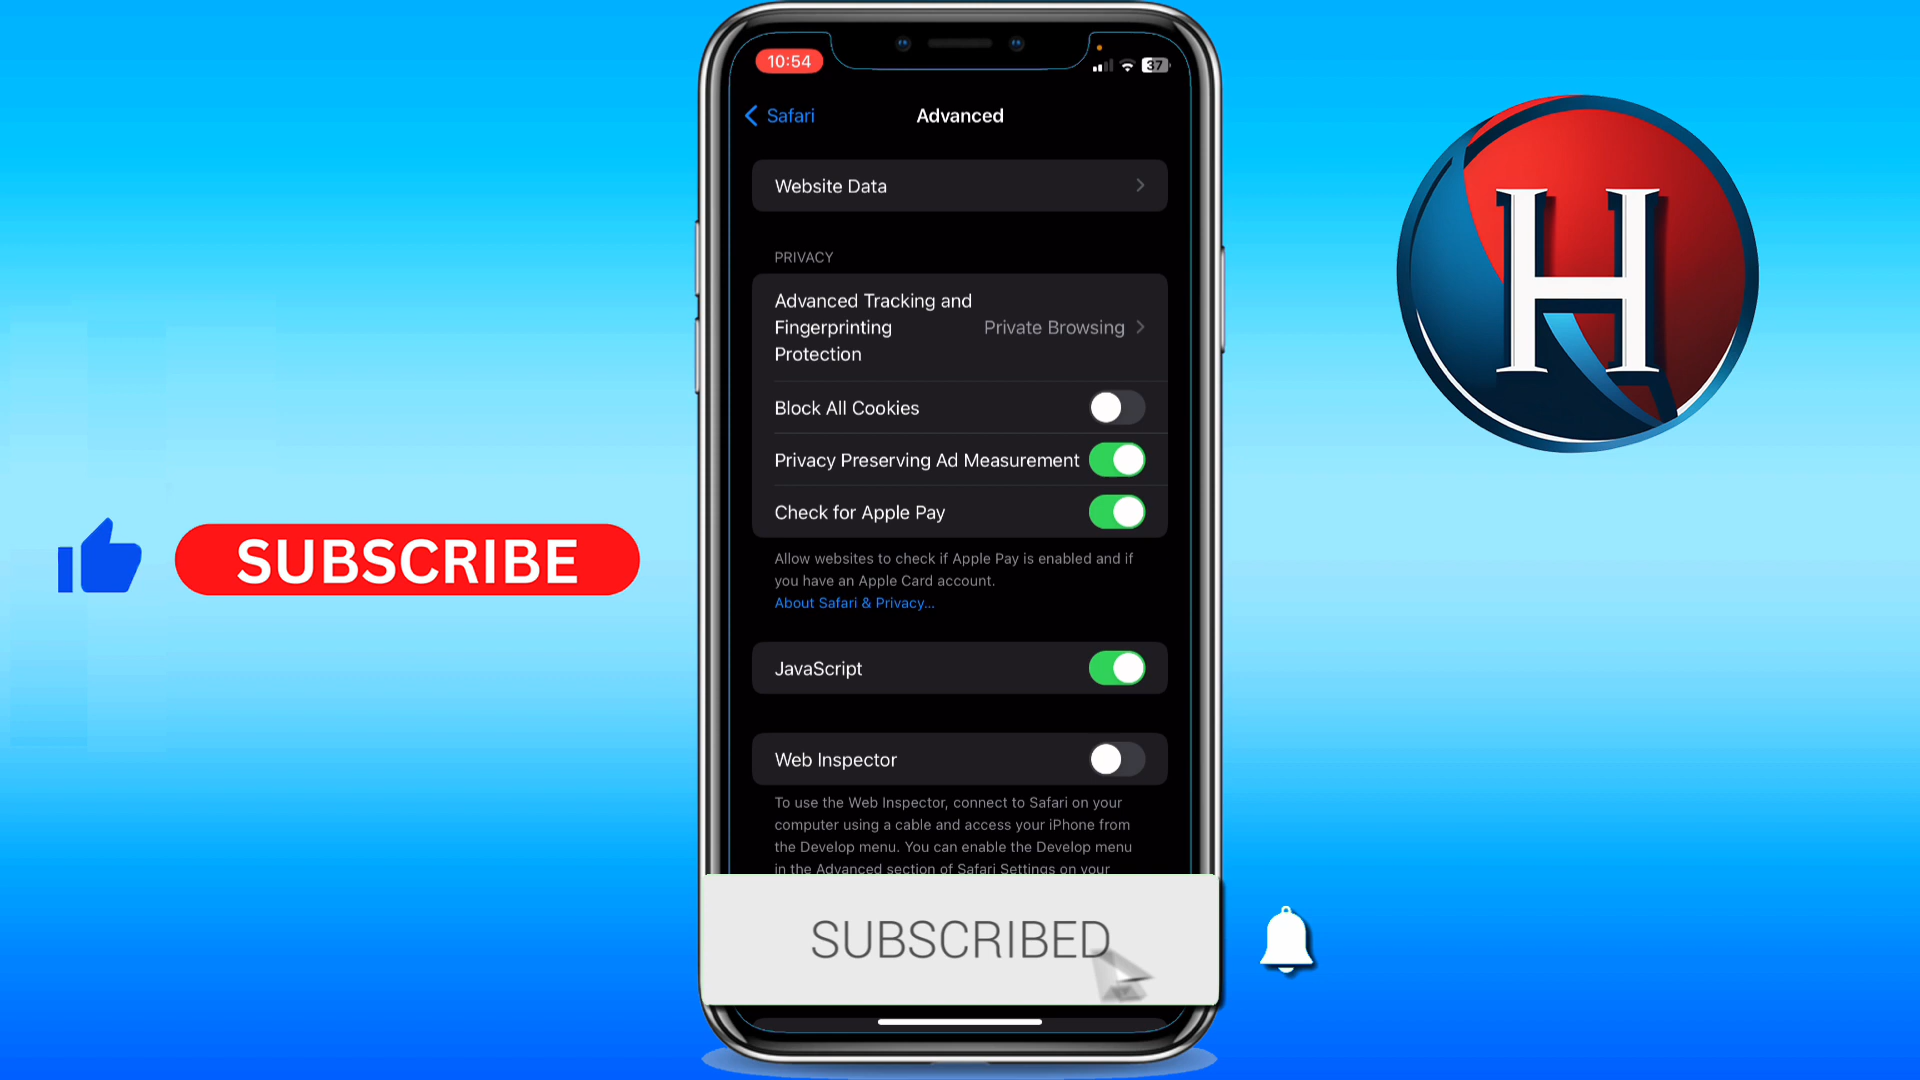 10:54
37
Safari
Advanced
Website Data
PRIVACY
Advanced Tracking and
Fingerprinting
Protection
Private Browsing
Block All Cookies
Privacy Preserving Ad Measurement
Check for Apple Pay
Allow websites to check if Apple Pay is enabled and if
you have an Apple Card account.
About Safari & Privacy...
JavaScript
Web Inspector
To use the Web Inspector, connect to Safari on your
computer using a cable and access your iPhone from
the Develop menu. You can enable the Develop menu
in the Advanced section of Safari Settings on your
SUBSCRIBED
SUBSCRIBE
H